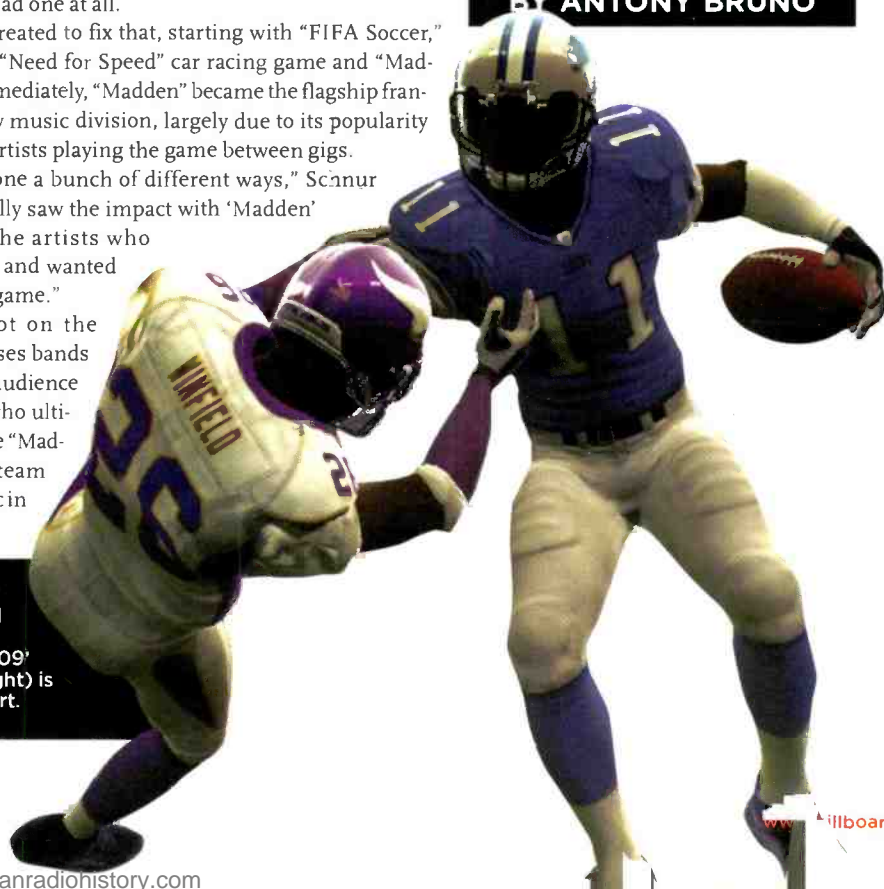 ad one at all.
BY ANTONY BRUNO
reated to fix that, starting with “FIFA Soccer,”
“Need for Speed” car racing game and “Mad-
mediately, “Madden” became the flagship fran-
music division, largely due to its popularity
rtists playing the game between gigs.
one a bunch of different ways,” Schnur
lly saw the impact with ‘Madden’
he artists who
and wanted
game.”
ot on the
ses bands
udience
ho ulti-
e “Mad-
team
c in
11
11
11
WINFIELD
26
2
09’
ght) is
rt.
illboar
anradiohistory.com